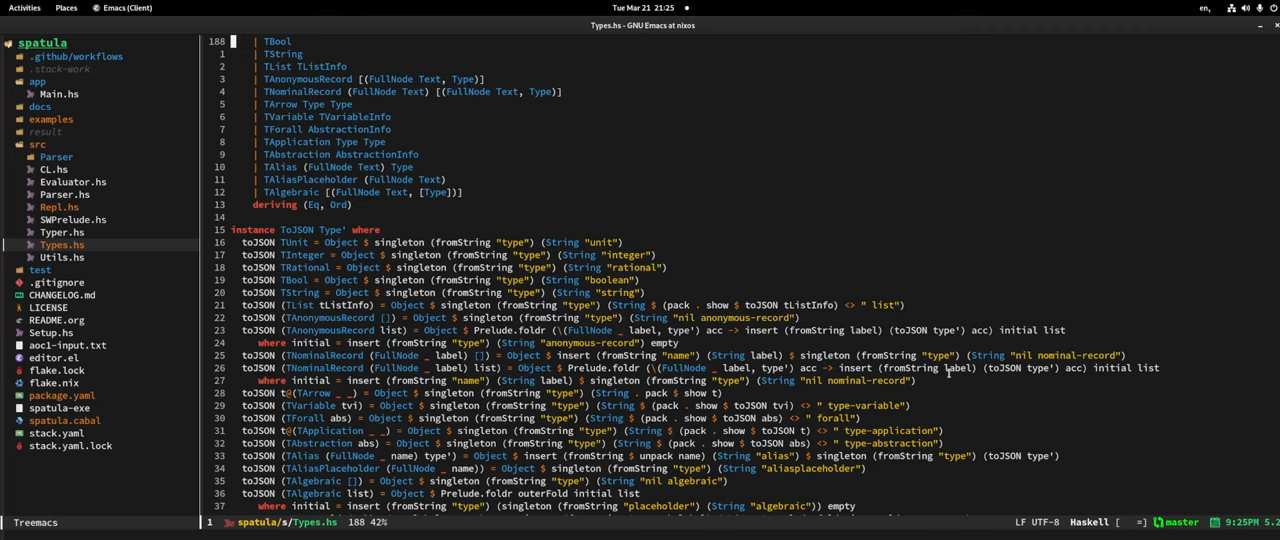 Activities Places Emacs (Client) Tue Mar 21 21:25 en,
Types.hs - GNU Emacs at nixos
spatula
.github/workflows
.stack-work
app
Main.hs
docs
examples
result
src
Parser
CL.hs
Evaluator.hs
Parser.hs
Repl.hs
SWPrelude.hs
Typer.hs
Types.hs
Utils.hs
test
.gitignore
CHANGELOG.md
LICENSE
README.org
Setup.hs
aoc1-input.txt
editor.el
flake.lock
flake.nix
package.yaml
spatula-exe
spatula.cabal
stack.yaml
stack.yaml.lock
Treemacs
188 | TBool
1 | TString
2 | TList TListInfo
3 | TAnonymousRecord [(FullNode Text, Type)]
4 | TNominalRecord (FullNode Text) [(FullNode Text, Type)]
5 | TArrow Type Type
6 | TVariable TVariableInfo
7 | TForall AbstractionInfo
8 | TApplication Type Type
9 | TAbstraction AbstractionInfo
10 | TAlias (FullNode Text) Type
11 | TAliasPlaceholder (FullNode Text)
12 | TAlgebraic [(FullNode Text, [Type])]
13 deriving (Eq, Ord)
14
15 instance ToJSON Type' where
16 toJSON TUnit = Object $ singleton (fromString "type") (String "unit")
17 toJSON TInteger = Object $ singleton (fromString "type") (String "integer")
18 toJSON TRational = Object $ singleton (fromString "type") (String "rational")
19 toJSON TBool = Object $ singleton (fromString "type") (String "boolean")
20 toJSON TString = Object $ singleton (fromString "type") (String "string")
21 toJSON (TList tListInfo) = Object $ singleton (fromString "type") (String $ (pack . show $ toJSON tListInfo) <> " list")
22 toJSON (TAnonymousRecord []) = Object $ singleton (fromString "type") (String "nil anonymous-record")
23 toJSON (TAnonymousRecord list) = Object $ Prelude.foldr (\(FullNode _ label, type') acc -> insert (fromString label) (toJSON type') acc) initial list
24 where initial = insert (fromString "type") (String "anonymous-record") empty
25 toJSON (TNominalRecord (FullNode _ label) []) = Object $ insert (fromString "name") (String label) $ singleton (fromString "type") (String "nil nominal-record")
26 toJSON (TNominalRecord (FullNode _ label) list) = Object $ Prelude.foldr (\(FullNode _ label, type') acc -> insert (fromString label) (toJSON type') acc) initial list
27 where initial = insert (fromString "name") (String label) $ singleton (fromString "type") (String "nil nominal-record")
28 toJSON t@(TArrow _ _) = Object $ singleton (fromString "type") (String . pack $ show t)
29 toJSON (TVariable tvi) = Object $ singleton (fromString "type") (String $ (pack . show $ toJSON tvi) <> " type-variable")
30 toJSON (TForall abs) = Object $ singleton (fromString "type") (String $ (pack . show $ toJSON abs) <> " forall")
31 toJSON t@(TApplication _ _) = Object $ singleton (fromString "type") (String $ (pack . show $ toJSON t) <> " type-application")
32 toJSON (TAbstraction abs) = Object $ singleton (fromString "type") (String $ (pack . show $ toJSON abs) <> " type-abstraction")
33 toJSON (TAlias (FullNode _ name) type') = Object $ insert (fromString $ unpack name) (String "alias") $ singleton (fromString "type") (toJSON type')
34 toJSON (TAliasPlaceholder (FullNode _ name)) = Object $ singleton (fromString "type") (String "aliasplaceholder")
35 toJSON (TAlgebraic []) = Object $ singleton (fromString "type") (String "nil algebraic")
36 toJSON (TAlgebraic list) = Object $ Prelude.foldr outerFold initial list
37 where initial = insert (fromString "type") (singleton (fromString "placeholder") (String "algebraic")) empty
1 spatula/s/Types.hs 188 42% LF UTF-8 Haskell [ =] master 9:25PM 5.2